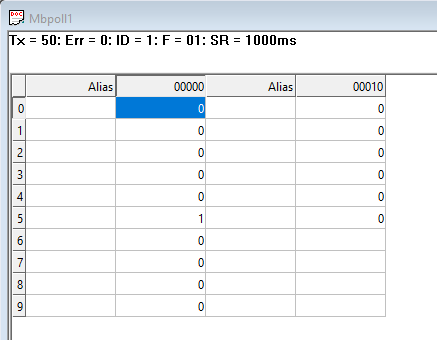 DOC
Mbpoll1
Tx = 50: Err = 0: ID = 1: F = 01: SR = 1000ms
Alias 00000 Alias 00010
0 0 0
1 0 0
2 0 0
3 0 0
4 0 0
5 1 0
6 0
7 0
8 0
9 0